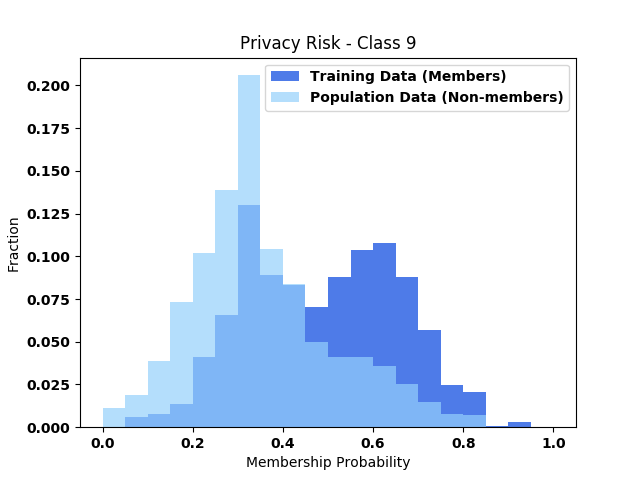 Privacy Risk - Class 9
Training Data (Members)
Population Data (Non-members)
0.200
0.175
0.150
0.125
0.100
0.075
0.050
0.025
0.000
Fraction
0.0 0.2 0.4 0.6 0.8 1.0
Membership Probability